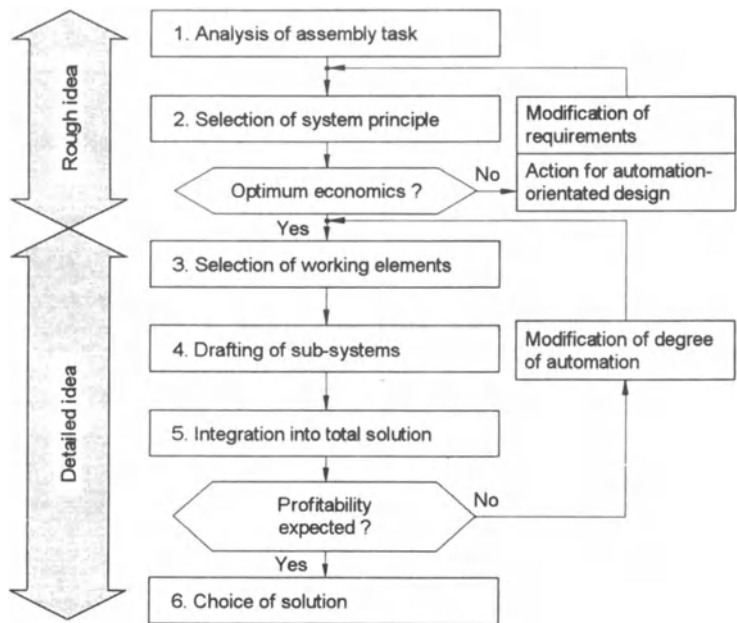 Rough idea
Detailed idea
1. Analysis of assembly task
2. Selection of system principle
Modification of
requirements
Action for automation-
orientated design
Optimum economics ?
No
Yes
3. Selection of working elements
4. Drafting of sub-systems
Modification of degree
of automation
5. Integration into total solution
Profitability
expected ?
No
Yes
6. Choice of solution